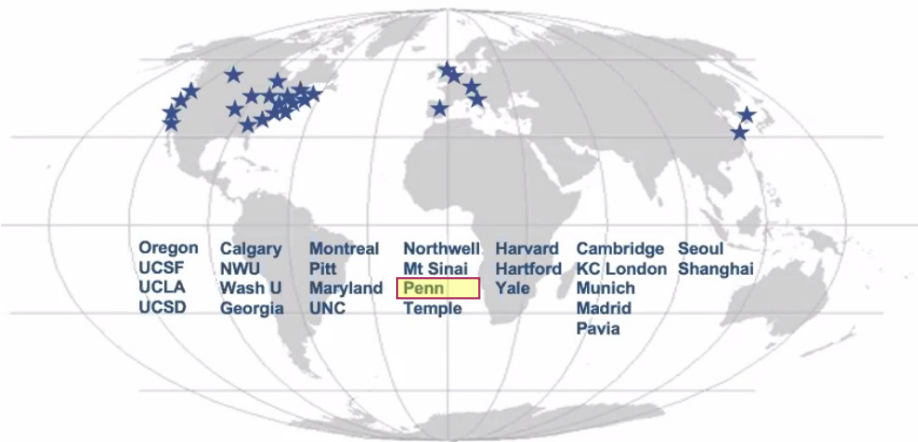 Oregon Calgary Montreal Northwell Harvard Cambridge Seoul
UCSF NWU Pitt Mt Sinai Hartford KC London Shanghai
UCLA Wash U Maryland Penn Yale Munich
UCSD Georgia UNC Temple Madrid
Pavia